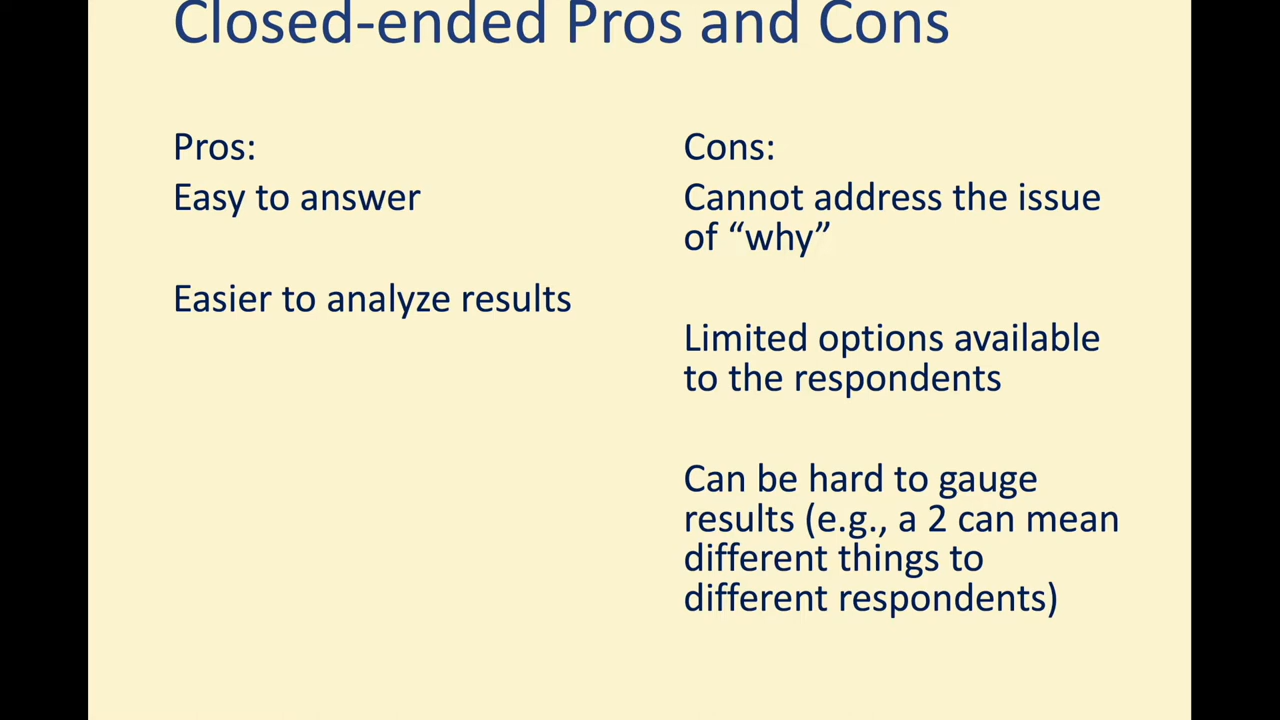 Closed-ended Pros and Cons
Pros:
Easy to answer
Easier to analyze results
Cons:
Cannot address the issue
of “why”
Limited options available
to the respondents
Can be hard to gauge
results (e.g., a 2 can mean
different things to
different respondents)